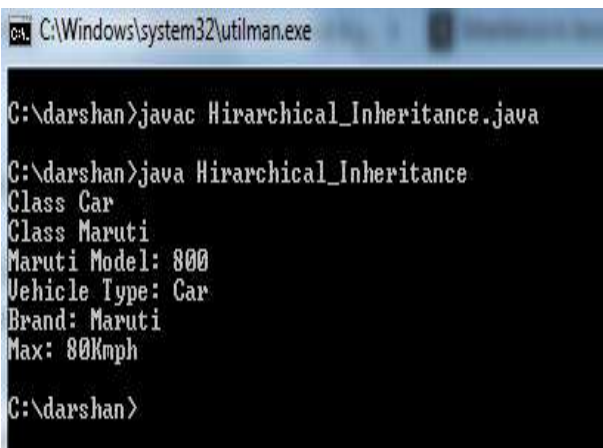 C:\Windows\system32\utilman.exe
C:\darshan>javac Hirarchical_Inheritance.java
C:\darshan>java Hirarchical_Inheritance
Class Car
Class Maruti
Maruti Model: 800
Vehicle Type: Car
Brand: Maruti
Max: 80Kmph
C:\darshan>